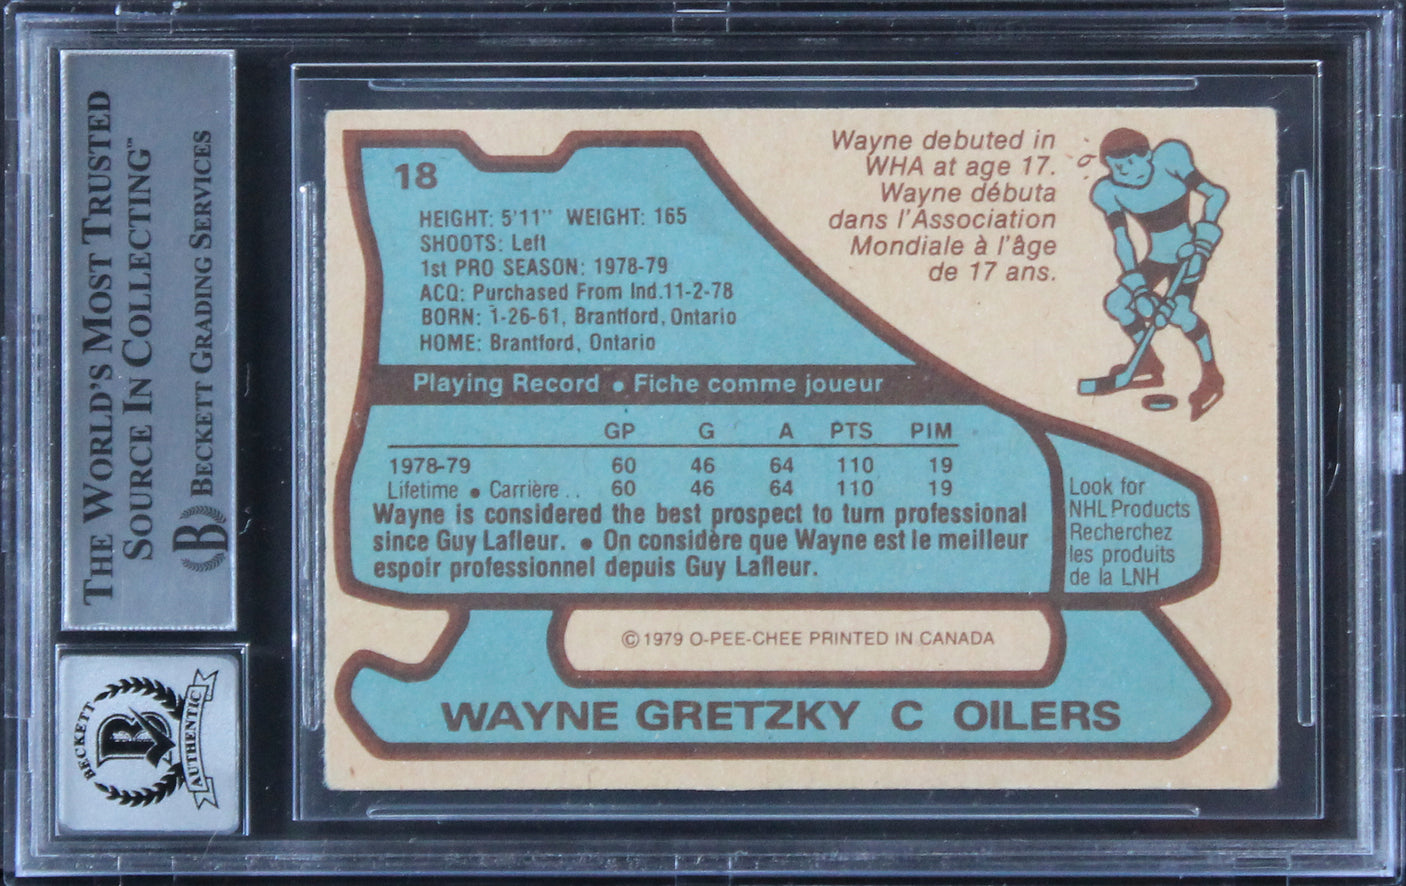 THE WORLD'S MOST TRUSTED
SOURCE IN COLLECTING™
BECKETT GRADING SERVICES
B
BECKETT
B
AUTHENTIC
18
HEIGHT: 5'11" WEIGHT: 165
SHOOTS: Left
1st PRO SEASON: 1978-79
ACQ: Purchased From Ind.11-2-78
BORN: 1-26-61, Brantford, Ontario
HOME: Brantford, Ontario
Wayne debuted in
WHA at age 17.
Wayne débuta
dans l'Association
Mondiale à l'âge
de 17 ans.
Playing Record • Fiche comme joueur
GP G A PTS PIM
1978-79 60 46 64 110 19
Lifetime • Carrière .. 60 46 64 110 19
Wayne is considered the best prospect to turn professional
since Guy Lafleur. • On considère que Wayne est le meilleur
espoir professionnel depuis Guy Lafleur.
Look for
NHL Products
Recherchez
les produits
de la LNH
© 1979 O-PEE-CHEE PRINTED IN CANADA
WAYNE GRETZKY C OILERS